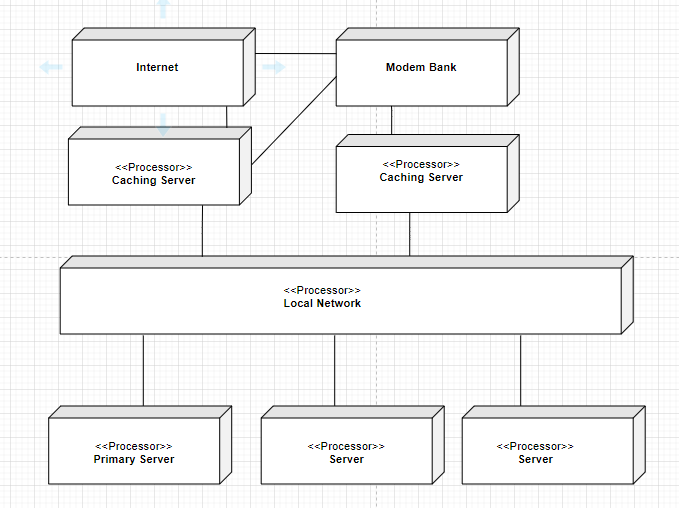 Internet
Modem Bank
<<Processor>>
Caching Server
<<Processor>>
Caching Server
<<Processor>>
Local Network
<<Processor>>
Primary Server
<<Processor>>
Server
<<Processor>>
Server